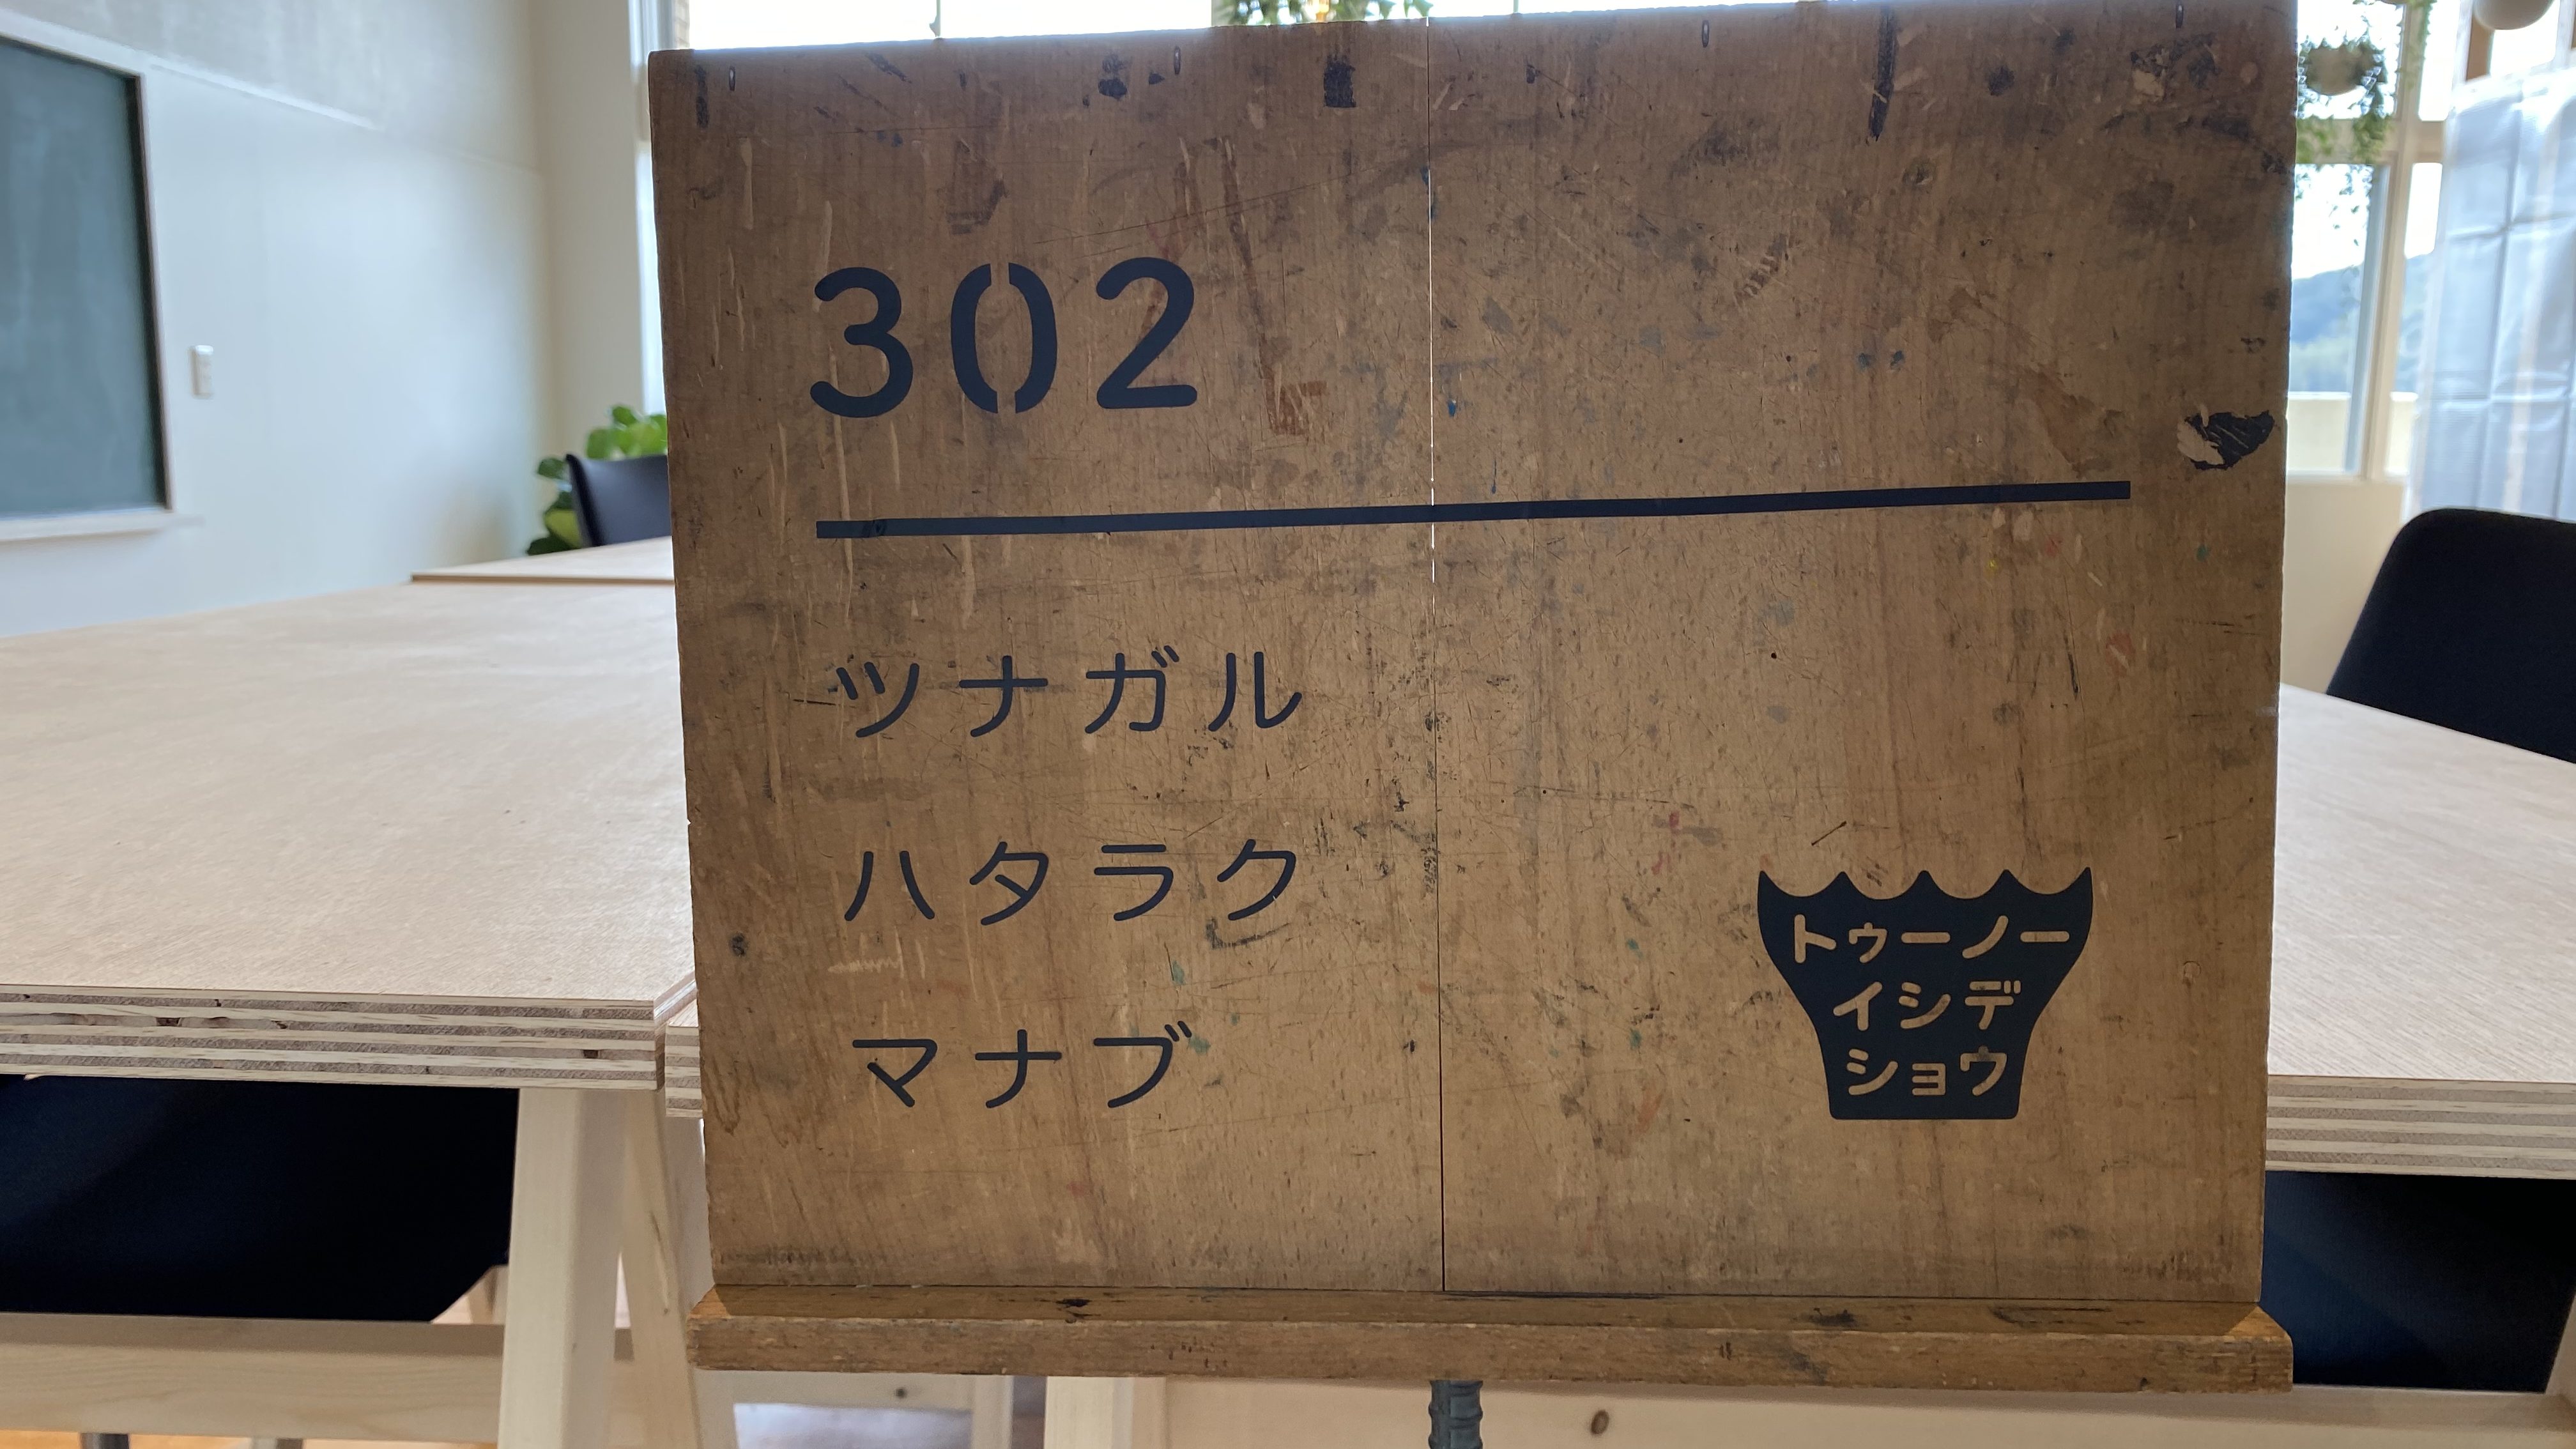 302
ツナガル
ハタラク
マナブ
トゥーノー
イシデ
ショウ